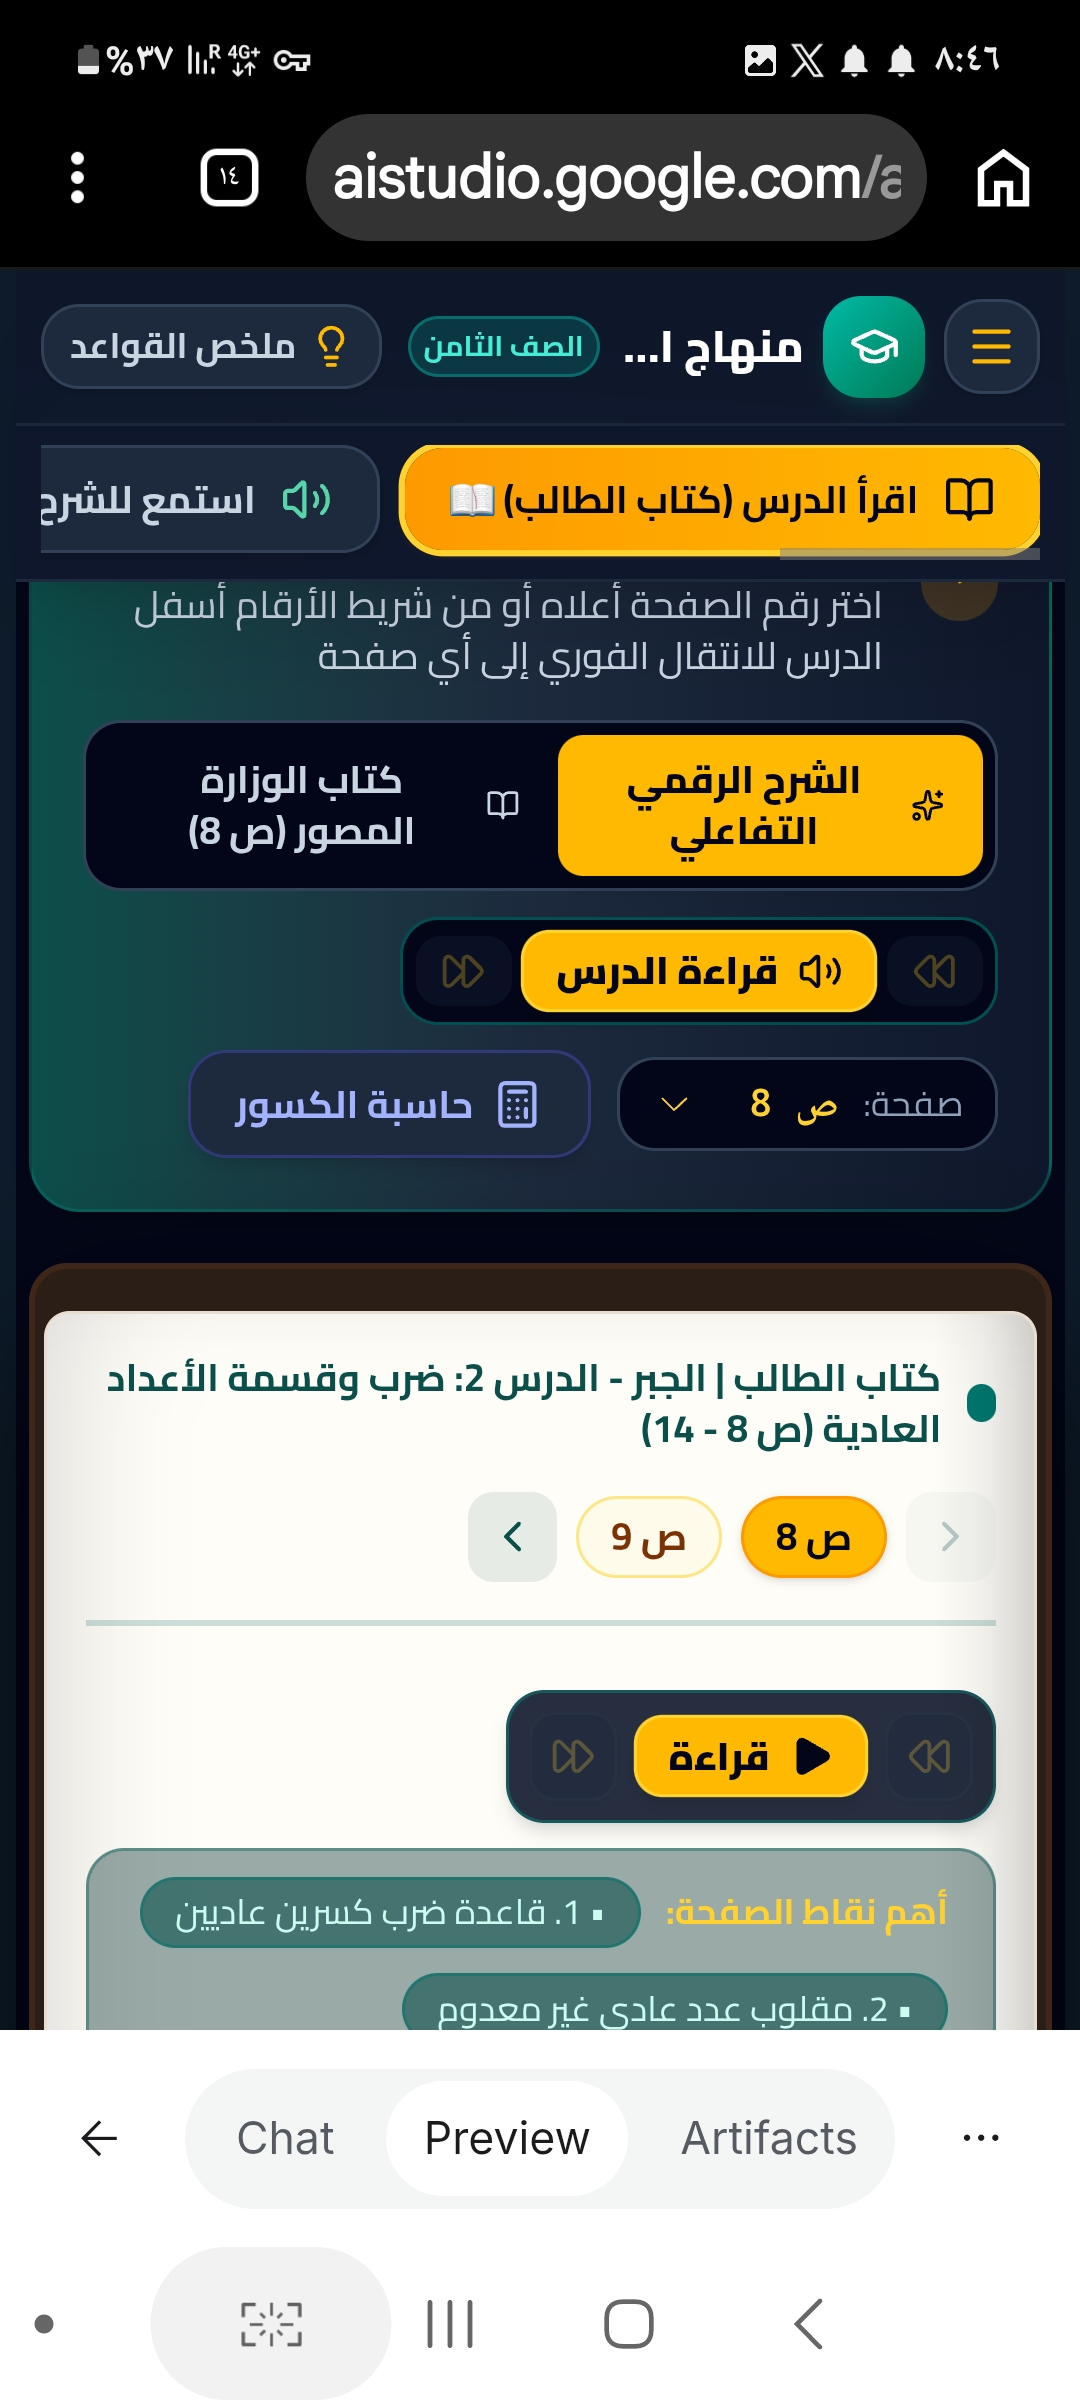 %٣٧ R 4G+ ٨:٤٦
١٤ aistudio.google.com/a
منهاج ا... الصف الثامن ملخص القواعد
اقرأ الدرس (كتاب الطالب) 📖 استمع للشرح
اختر رقم الصفحة أعلاه أو من شريط الأرقام أسفل
الدرس للانتقال الفوري إلى أي صفحة
الشرح الرقمي
التفاعلي
كتاب الوزارة
المصور (ص 8)
قراءة الدرس
صفحة: ص 8 حاسبة الكسور
كتاب الطالب | الجبر - الدرس 2: ضرب وقسمة الأعداد
العادية (ص 8 - 14)
ص 8 ص 9
قراءة
أهم نقاط الصفحة: ▪ 1. قاعدة ضرب كسرين عاديين
▪ 2. مقلوب عدد عادي غير معدوم
Chat Preview Artifacts